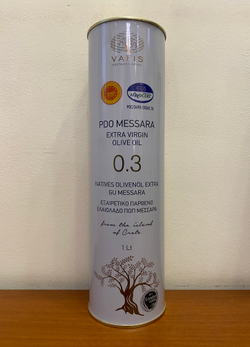 VAFIS
PDO MESSARA
EXTRA VIRGIN
OLIVE OIL
0.3
NATIVES OLIVENÖL EXTRA
GU MESSARA
ΕΞΑΙΡΕΤΙΚΟ ΠΑΡΘΕΝΟ
ΕΛΑΙΟΛΑΔΟ ΠΟΠ ΜΕΣΣΑΡΑ
from the island
of Crete
1 Lt